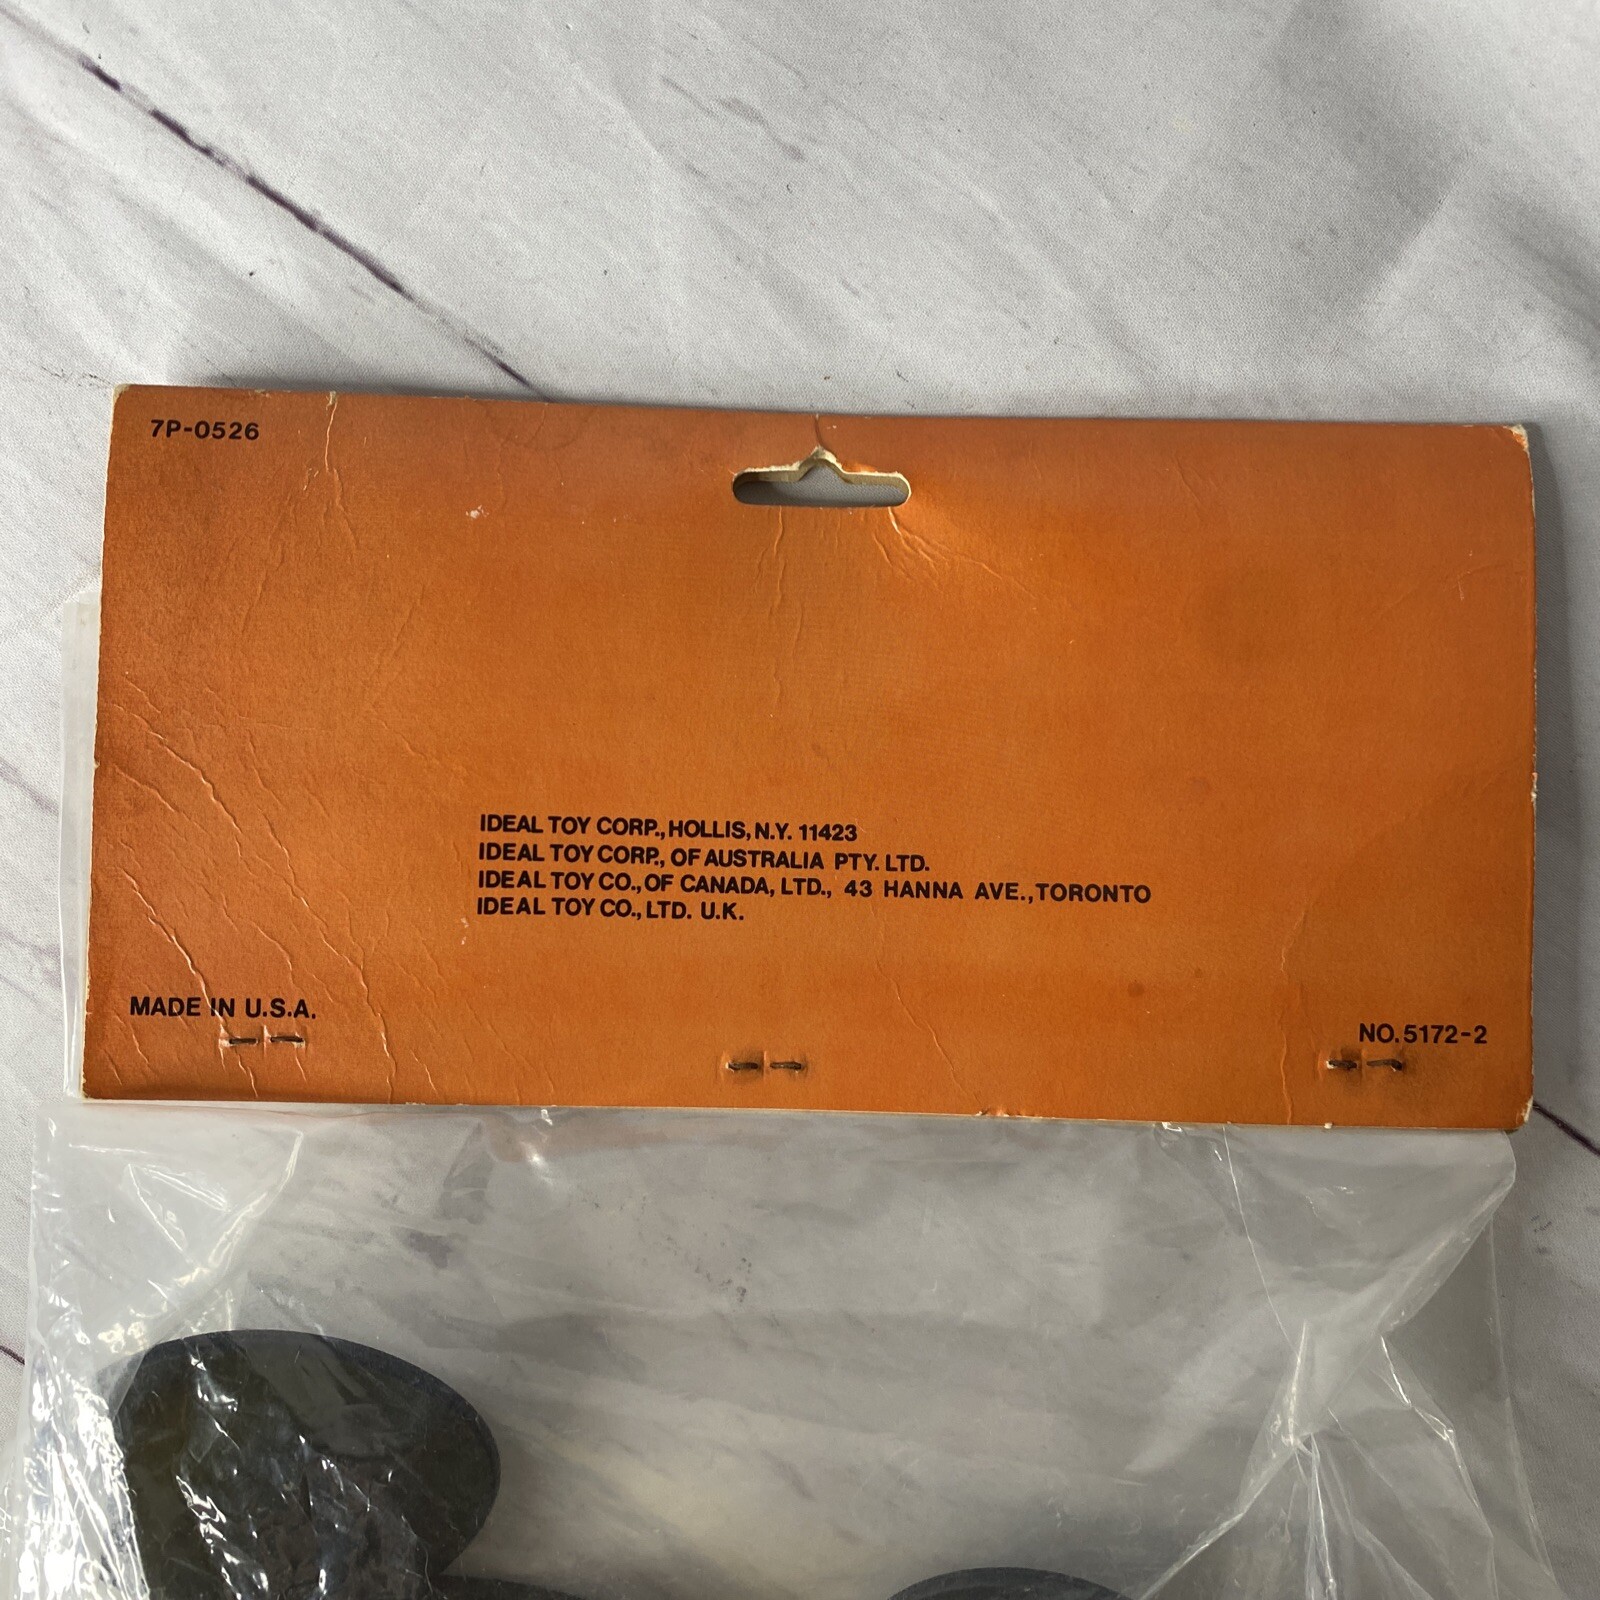 7P-0526
IDEAL TOY CORP., HOLLIS, N.Y. 11423
IDEAL TOY CORP., OF AUSTRALIA PTY. LTD.
IDEAL TOY CO., OF CANADA, LTD., 43 HANNA AVE., TORONTO
IDEAL TOY CO., LTD. U.K.
MADE IN U.S.A.
NO. 5172-2